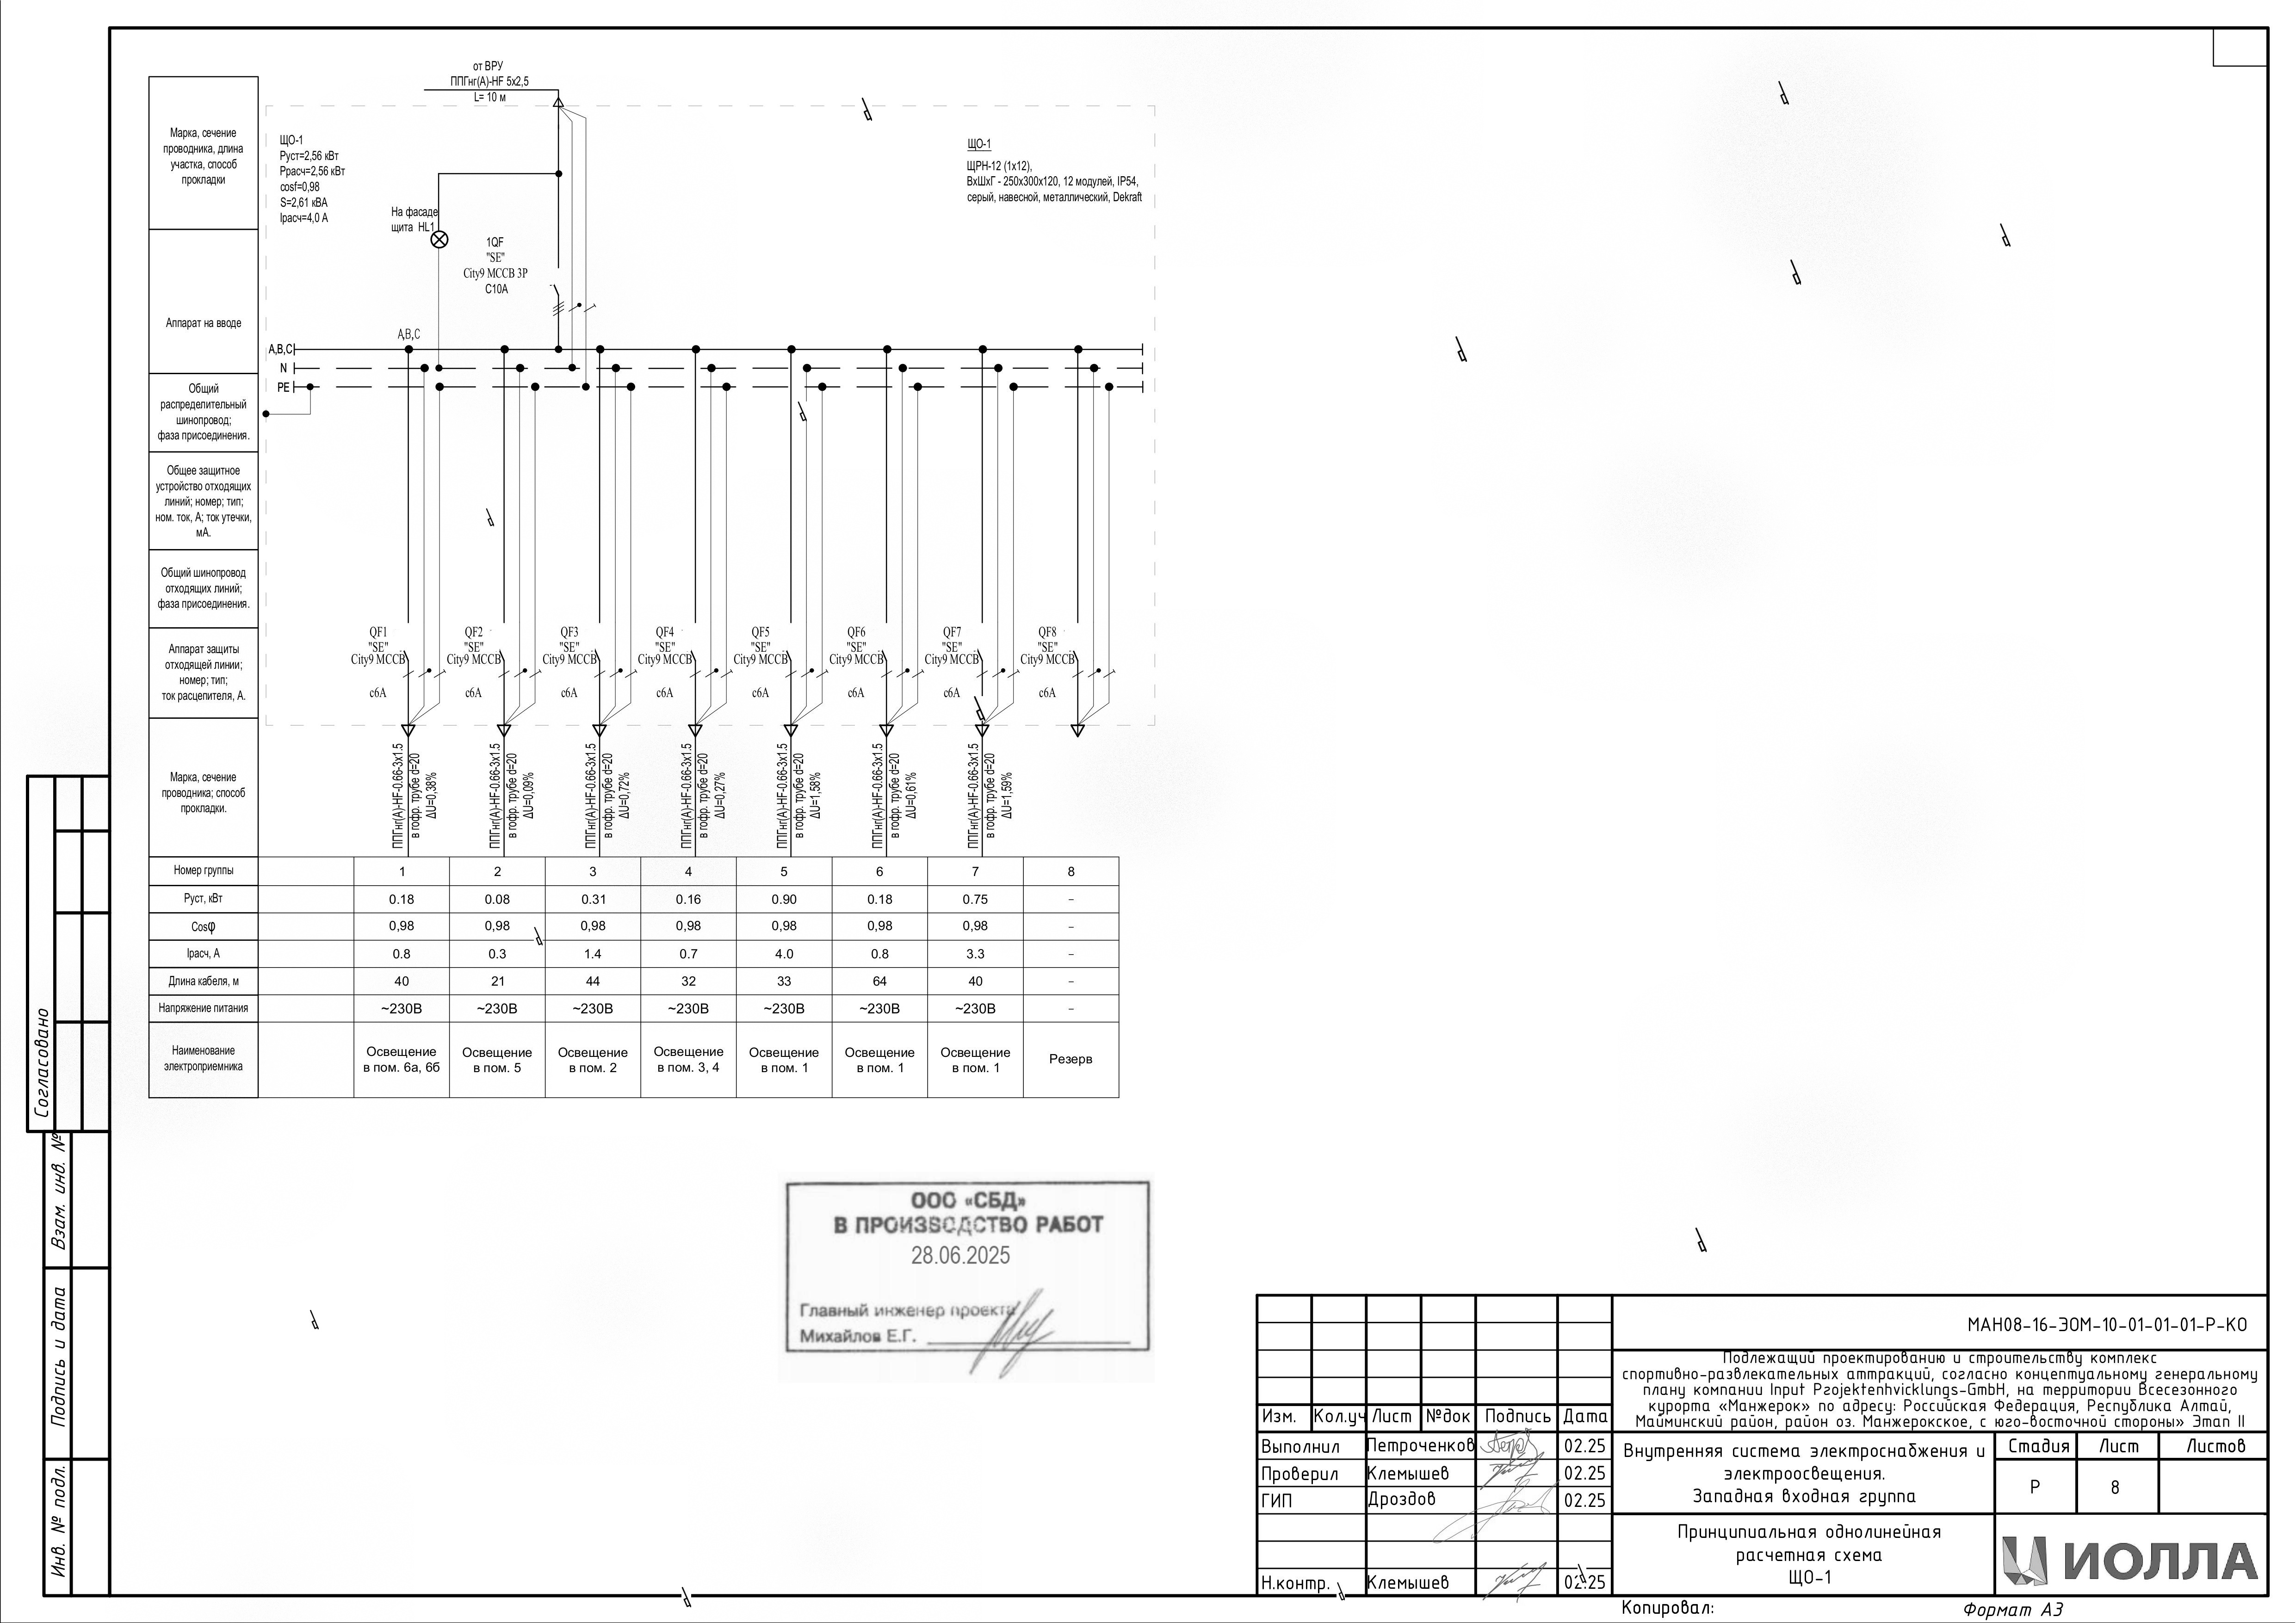 от ВРУ
ППГнг(А)-HF 5x2,5
L= 10 м
Марка, сечение
проводника, длина
участка, способ
прокладки
ЩО-1
Руст=2,56 кВт
Ррасч=2,56 кВт
cosf=0,98
S=2,61 кВА
Iрасч=4,0 А
ЩО-1
ЩРН-12 (1х12),
ВхШхГ - 250х300х120, 12 модулей, IP54,
серый, навесной, металлический, Dekraft
На фасаде
щита HL1
1QF
"SE"
City9 MCCB 3P
C10A
Аппарат на вводе
A,B,C
A,B,C
N
PE
Общий
распределительный
шинопровод;
фаза присоединения.
Общее защитное
устройство отходящих
линий; номер; тип;
ном. ток, А; ток утечки,
мА.
Общий шинопровод
отходящих линий;
фаза присоединения.
Аппарат защиты
отходящей линии;
номер; тип;
ток расцепителя, А.
QF1 QF2 QF3 QF4 QF5 QF6 QF7 QF8
"SE" "SE" "SE" "SE" "SE" "SE" "SE" "SE"
City9 MCCB City9 MCCB City9 MCCB City9 MCCB City9 MCCB City9 MCCB City9 MCCB City9 MCCB
c6A c6A c6A c6A c6A c6A c6A c6A
Марка, сечение
проводника; способ
прокладки.
ППГнг(А)-HF-0.66-3x1.5
в гофр. трубе d=20
ΔU=0,38%
ППГнг(А)-HF-0.66-3x1.5
в гофр. трубе d=20
ΔU=0,09%
ППГнг(А)-HF-0.66-3x1.5
в гофр. трубе d=20
ΔU=0,72%
ППГнг(А)-HF-0.66-3x1.5
в гофр. трубе d=20
ΔU=0,27%
ППГнг(А)-HF-0.66-3x1.5
в гофр. трубе d=20
ΔU=1,58%
ППГнг(А)-HF-0.66-3x1.5
в гофр. трубе d=20
ΔU=0,61%
ППГнг(А)-HF-0.66-3x1.5
в гофр. трубе d=20
ΔU=1,59%
Номер группы 1 2 3 4 5 6 7 8
Руст, кВт 0.18 0.08 0.31 0.16 0.90 0.18 0.75 –
Cosφ 0,98 0,98 0,98 0,98 0,98 0,98 0,98 –
Iрасч, А 0.8 0.3 1.4 0.7 4.0 0.8 3.3 –
Длина кабеля, м 40 21 44 32 33 64 40 –
Напряжение питания ~230В ~230В ~230В ~230В ~230В ~230В ~230В –
Наименование
электроприемника
Освещение
в пом. 6а, 6б
Освещение
в пом. 5
Освещение
в пом. 2
Освещение
в пом. 3, 4
Освещение
в пом. 1
Освещение
в пом. 1
Освещение
в пом. 1
Резерв
ООО «СБД»
В ПРОИЗВОДСТВО РАБОТ
28.06.2025
Главный инженер проекта
Михайлов Е.Г.
Согласовано
Взам. инв. №
Подпись и дата
Инв. № подл.
МАН08-16-ЭОМ-10-01-01-01-Р-КО
Подлежащий проектированию и строительству комплекс
спортивно-развлекательных аттракций, согласно концептуальному генеральному
плану компании Input Projektenhvicklungs-GmbH, на территории Всесезонного
курорта «Манжерок» по адресу: Российская Федерация, Республика Алтай,
Майминский район, район оз. Манжерокское, с юго-восточной стороны» Этап II
Изм. Кол.уч Лист №док Подпись Дата
Выполнил Петроченков 02.25
Проверил Клемышев 02.25
ГИП Дроздов 02.25
Н.контр. Клемышев 02.25
Внутренняя система электроснабжения и
электроосвещения.
Западная входная группа
Стадия Лист Листов
Р 8
Принципиальная однолинейная
расчетная схема
ЩО-1
ИОЛЛА
Копировал:
Формат А3